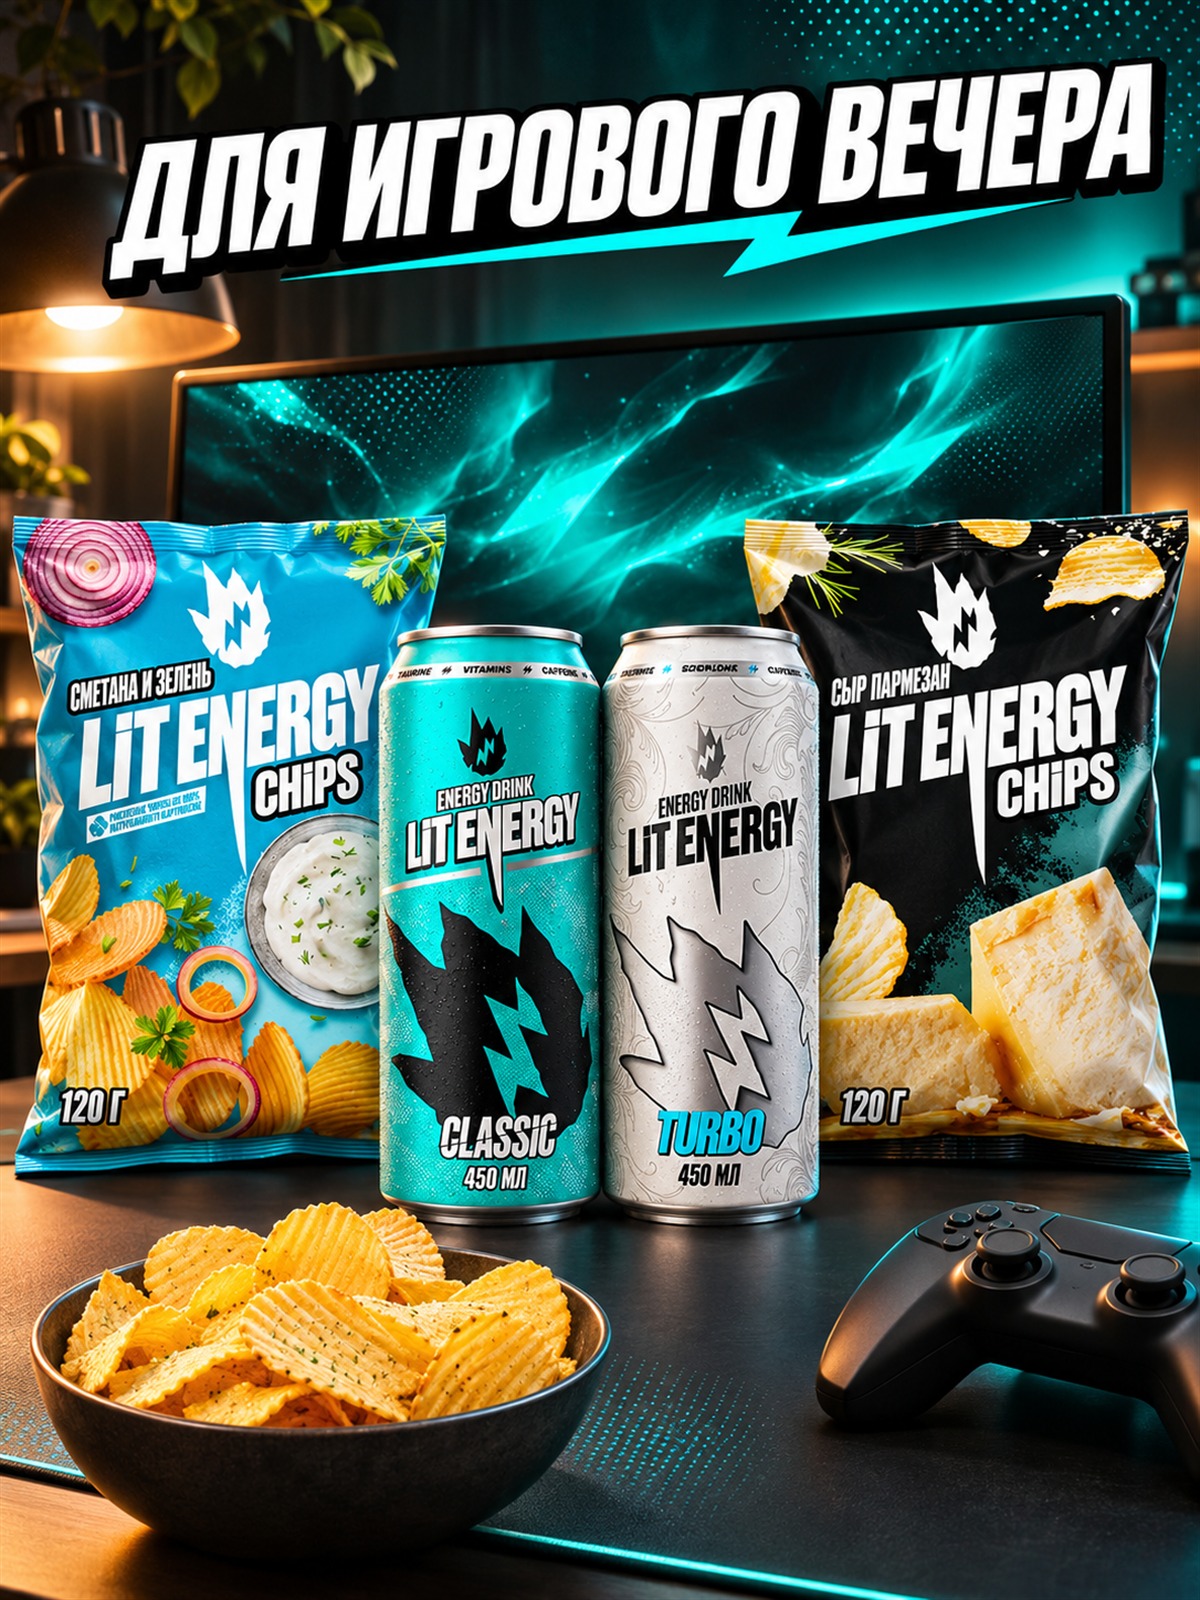 ДЛЯ ИГРОВОГО ВЕЧЕРА
СМЕТАНА И ЗЕЛЕНЬ
LIT ENERGY
CHIPS
120 Г
TAURINE VITAMINS CAFFEINE
ENERGY DRINK
LIT ENERGY
CLASSIC
450 МЛ
ENERGY DRINK
LIT ENERGY
TURBO
450 МЛ
СЫР ПАРМЕЗАН
LIT ENERGY
CHIPS
120 Г